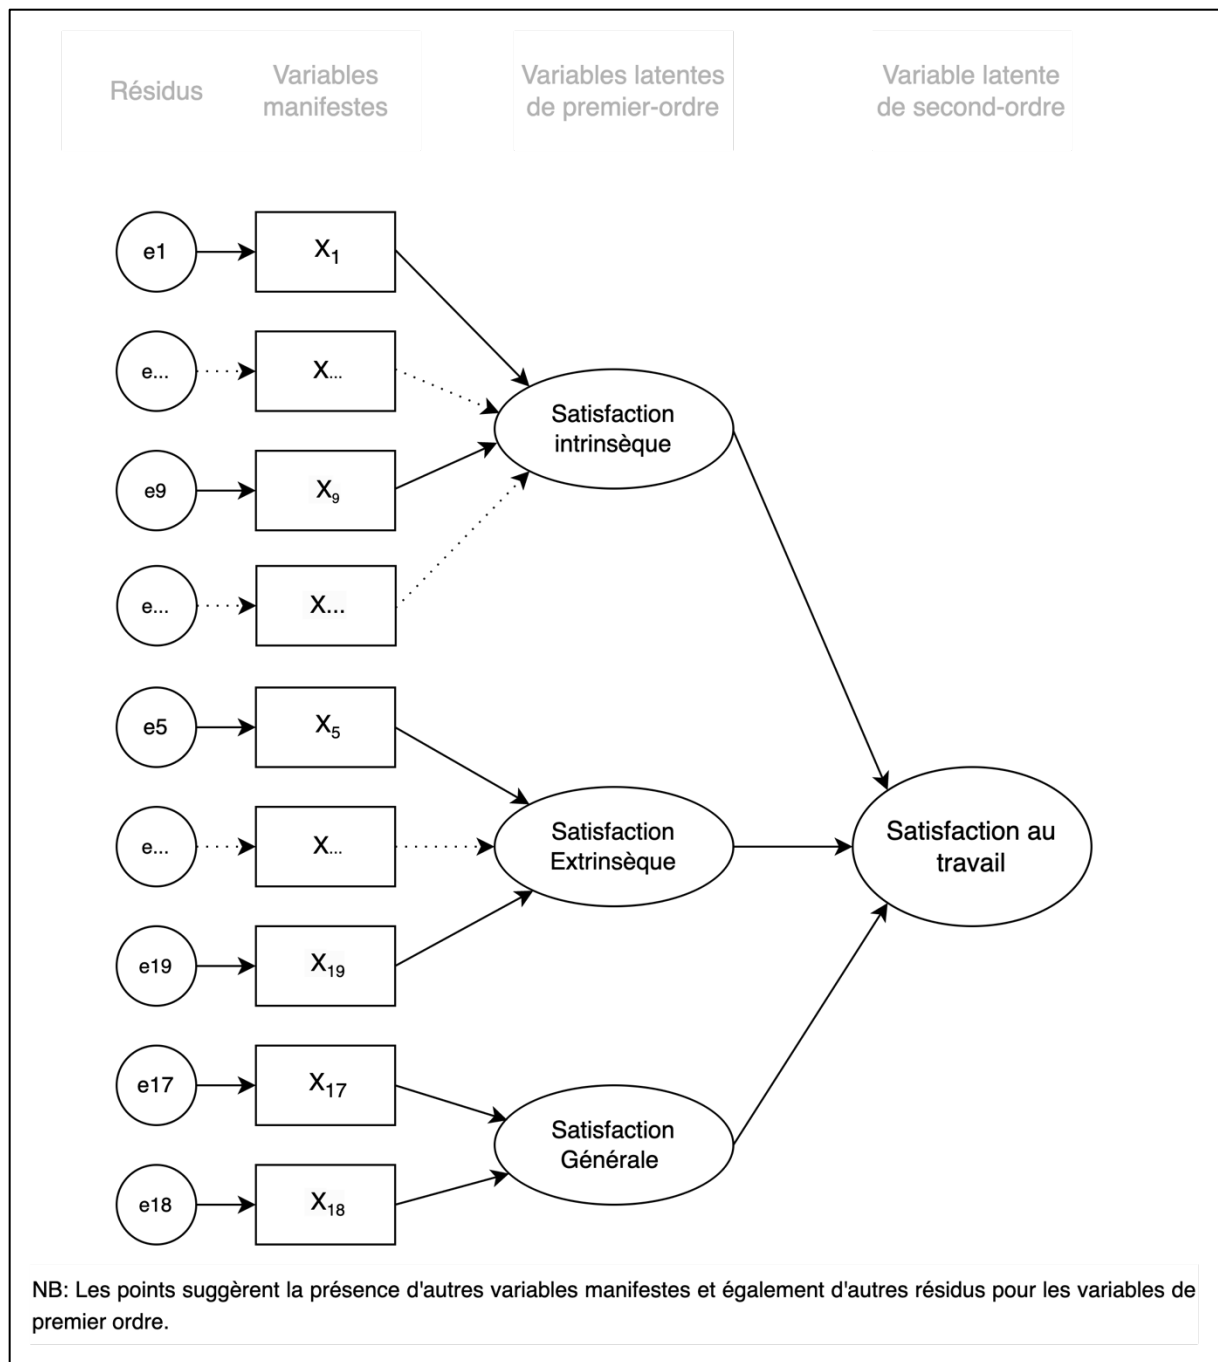 Résidus
Variables
manifestes
Variables latentes
de premier-ordre
Variable latente
de second-ordre
e1
X1
e...
X...
e9
X9
e...
X...
Satisfaction
intrinsèque
e5
X5
e...
X...
e19
X19
Satisfaction
Extrinsèque
Satisfaction au
travail
e17
X17
e18
X18
Satisfaction
Générale
NB: Les points suggèrent la présence d'autres variables manifestes et également d'autres résidus pour les variables de
premier ordre.